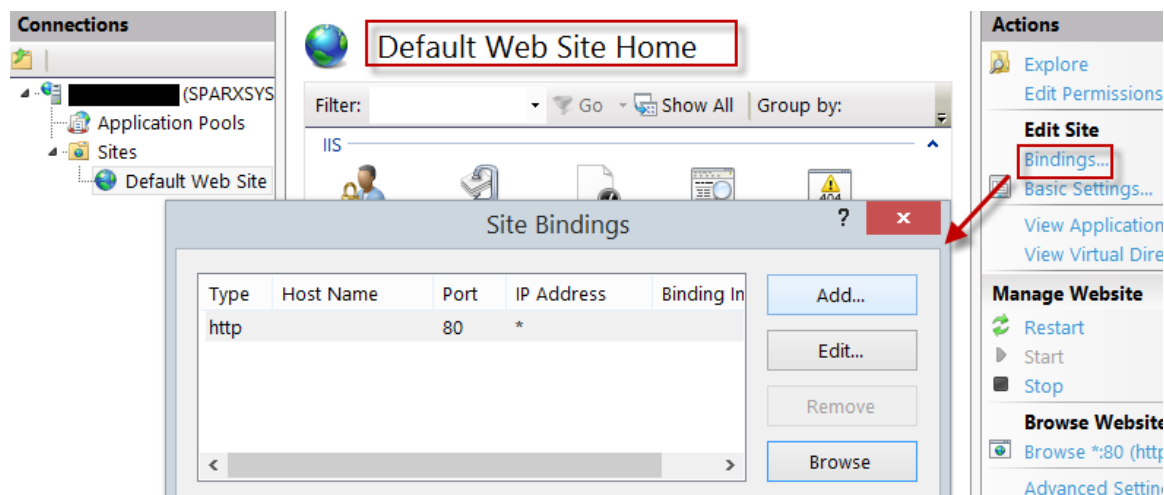 Connections
(SPARXSYS
Application Pools
Sites
Default Web Site
Default Web Site Home
Filter:
Go
Show All
Group by:
IIS
404
Actions
Explore
Edit Permissions
Edit Site
Bindings...
Basic Settings...
View Application
View Virtual Dire
Manage Website
Restart
Start
Stop
Browse Website
Browse *:80 (http
Advanced Setting
Site Bindings
?
x
Type Host Name Port IP Address Binding In
http 80 *
Add...
Edit...
Remove
Browse